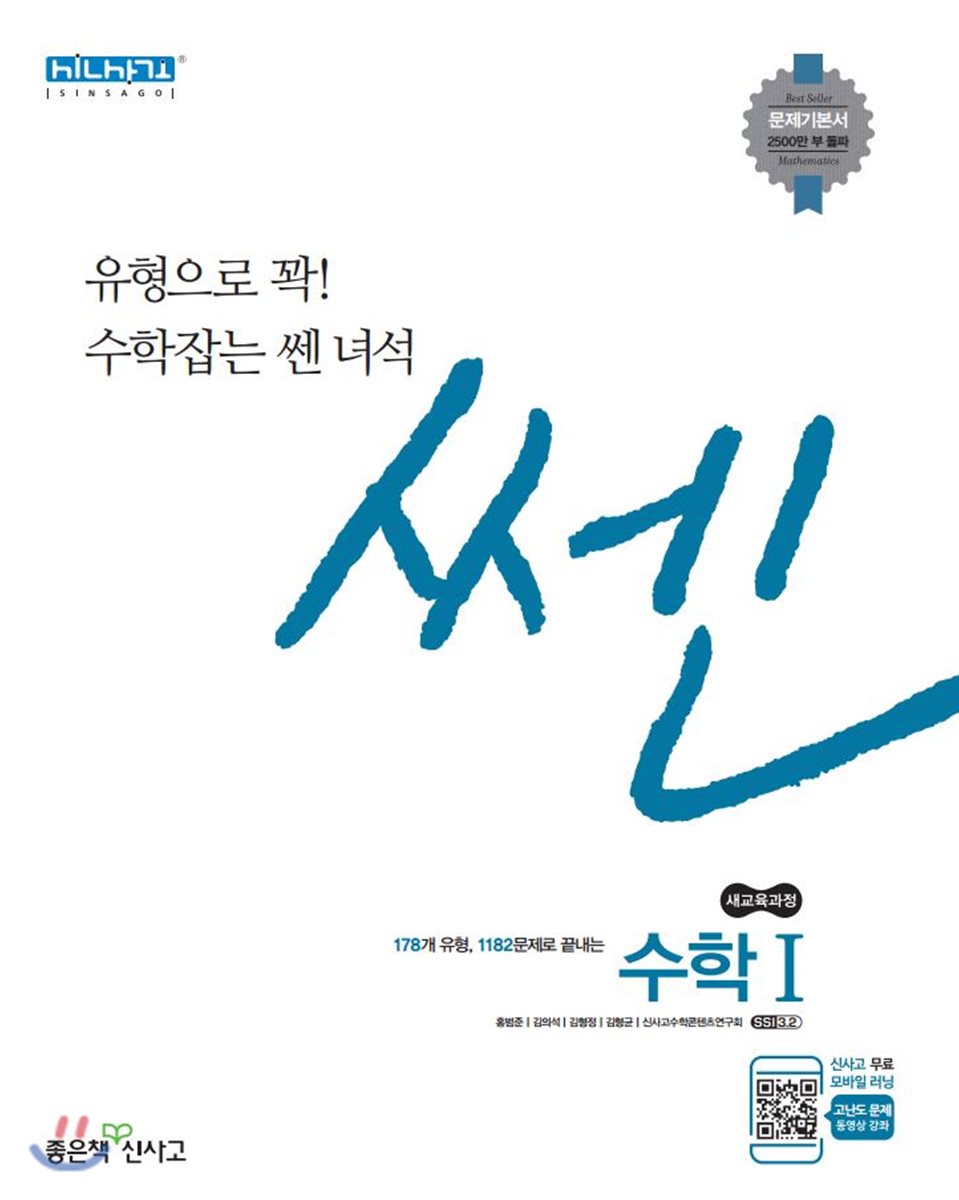 신사고®
SINSAGO
Best Seller
문제기본서
2500만 부 돌파
Mathematics
유형으로 꽉!
수학잡는 쎈 녀석
쎈
새교육과정
178개 유형, 1182문제로 끝내는
수학 I
홍범준 | 김의석 | 김형정 | 김형균 | 신사고수학콘텐츠연구회 SSI 3.2
신사고 무료
모바일 러닝
고난도 문제
동영상 강좌
좋은책 신사고